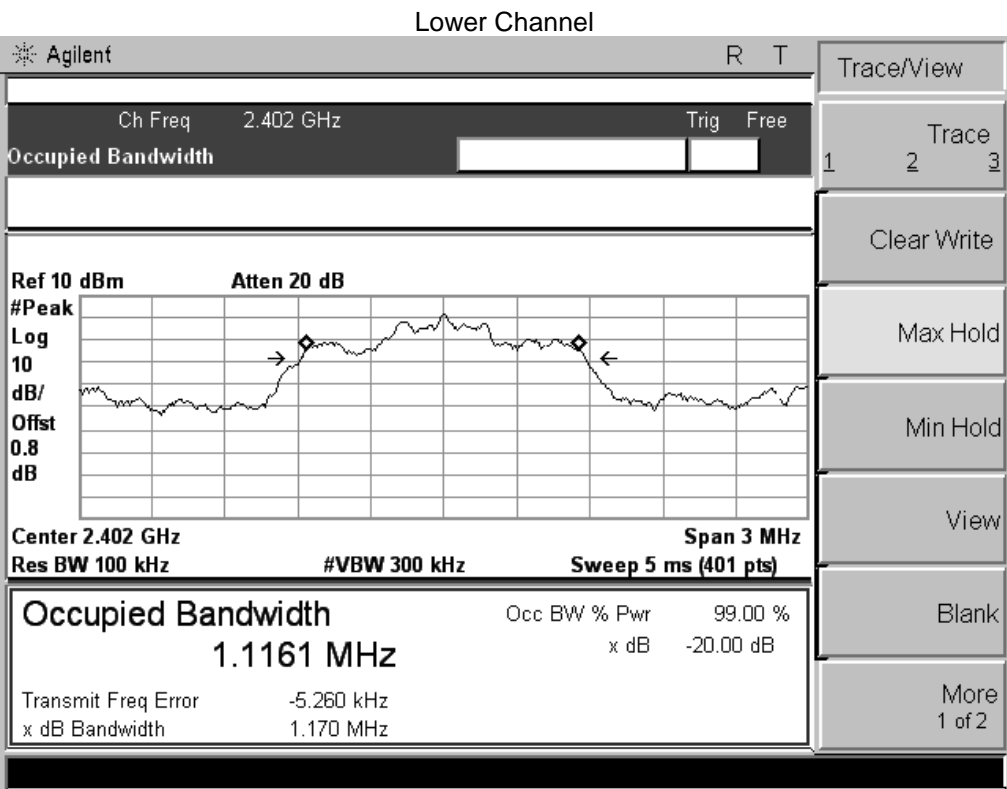 Lower Channel
Agilent R T
Trace/View
Ch Freq 2.402 GHz Trig Free
Occupied Bandwidth
Trace
1 2 3
Clear Write
Max Hold
Min Hold
View
Blank
More
1 of 2
Ref 10 dBm Atten 20 dB
#Peak
Log
10
dB/
Offst
0.8
dB
Center 2.402 GHz Span 3 MHz
Res BW 100 kHz #VBW 300 kHz Sweep 5 ms (401 pts)
Occupied Bandwidth Occ BW % Pwr 99.00 %
1.1161 MHz x dB -20.00 dB
Transmit Freq Error -5.260 kHz
x dB Bandwidth 1.170 MHz